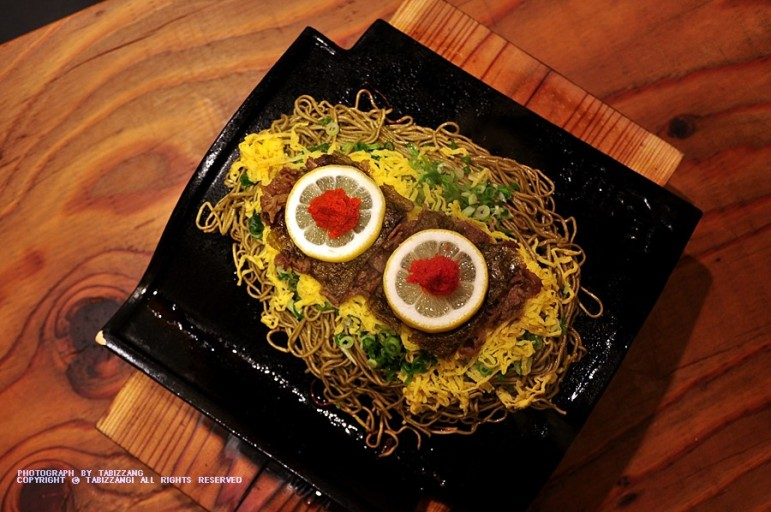 PHOTOGRAPH BY TABIZZANG
COPYRIGHT @ TABIZZANGI ALL RIGHTS RESERVED